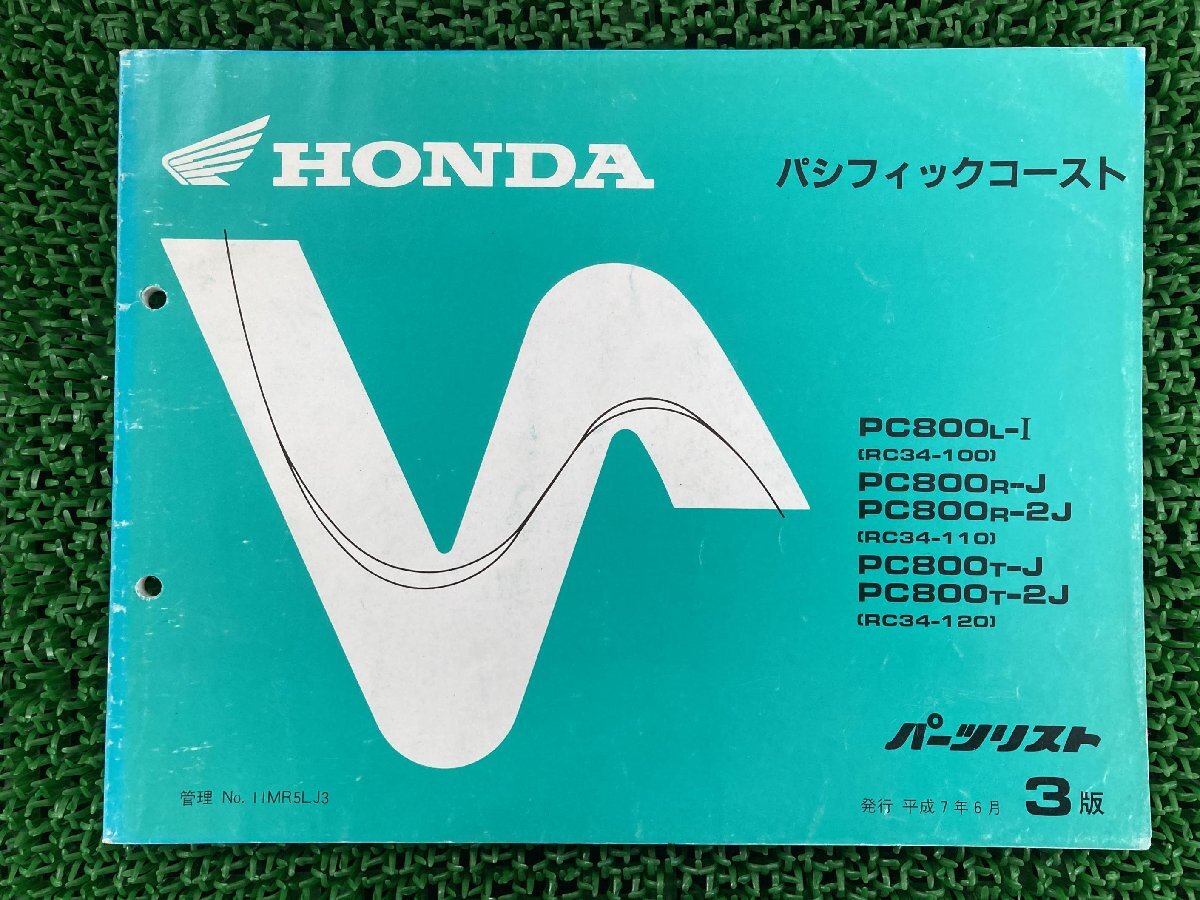 HONDA
パシフィックコースト
PC800L-I
(RC34-100)
PC800R-J
PC800R-2J
(RC34-110)
PC800T-J
PC800T-2J
(RC34-120)
パーツリスト
管理 No. 11MR5LJ3
発行 平成7年6月 3版